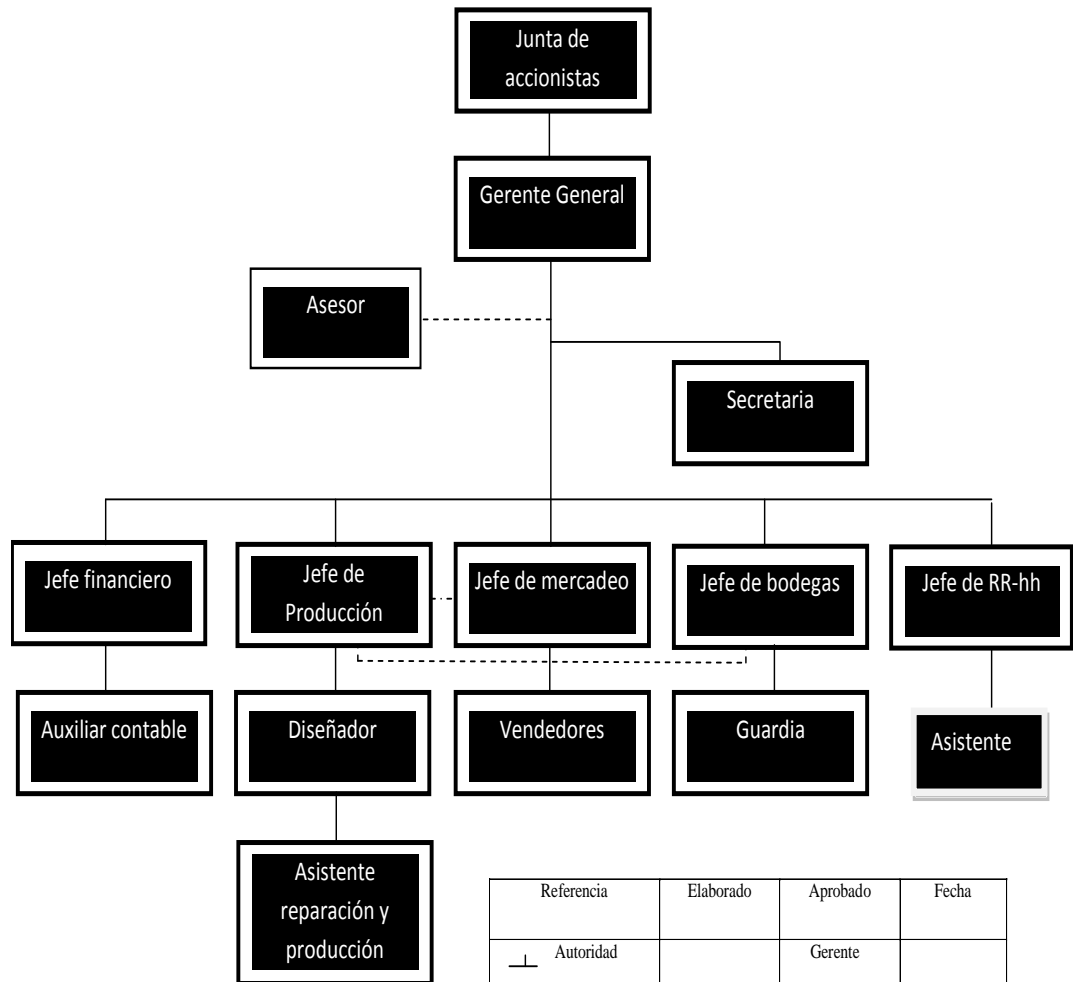 Junta de
accionistas
Gerente General
Asesor
Secretaria
Jefe financiero
Jefe de
Producción
Jefe de mercadeo
Jefe de bodegas
Jefe de RR-hh
Auxiliar contable
Diseñador
Vendedores
Guardia
Asistente
Asistente
reparación y
producción
Referencia Elaborado Aprobado Fecha
Autoridad Gerente